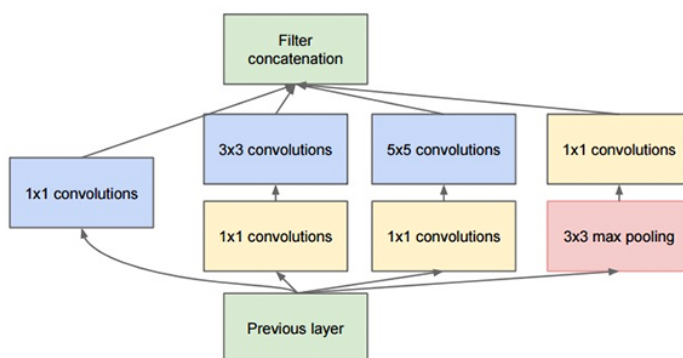 Filter
concatenation
3x3 convolutions
5x5 convolutions
1x1 convolutions
1x1 convolutions
1x1 convolutions
1x1 convolutions
3x3 max pooling
Previous layer